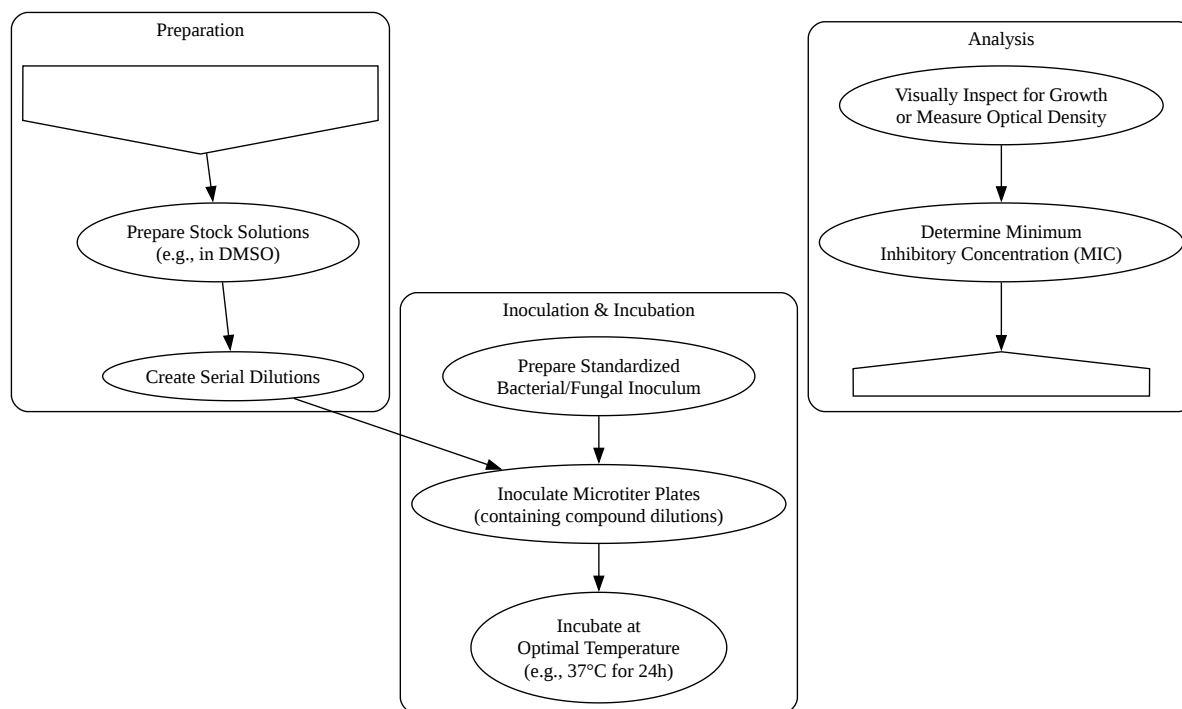 Preparation
Prepare Stock Solutions
(e.g., in DMSO)
Create Serial Dilutions
Inoculation & Incubation
Prepare Standardized
Bacterial/Fungal Inoculum
Inoculate Microtiter Plates
(containing compound dilutions)
Incubate at
Optimal Temperature
(e.g., 37°C for 24h)
Analysis
Visually Inspect for Growth
or Measure Optical Density
Determine Minimum
Inhibitory Concentration (MIC)